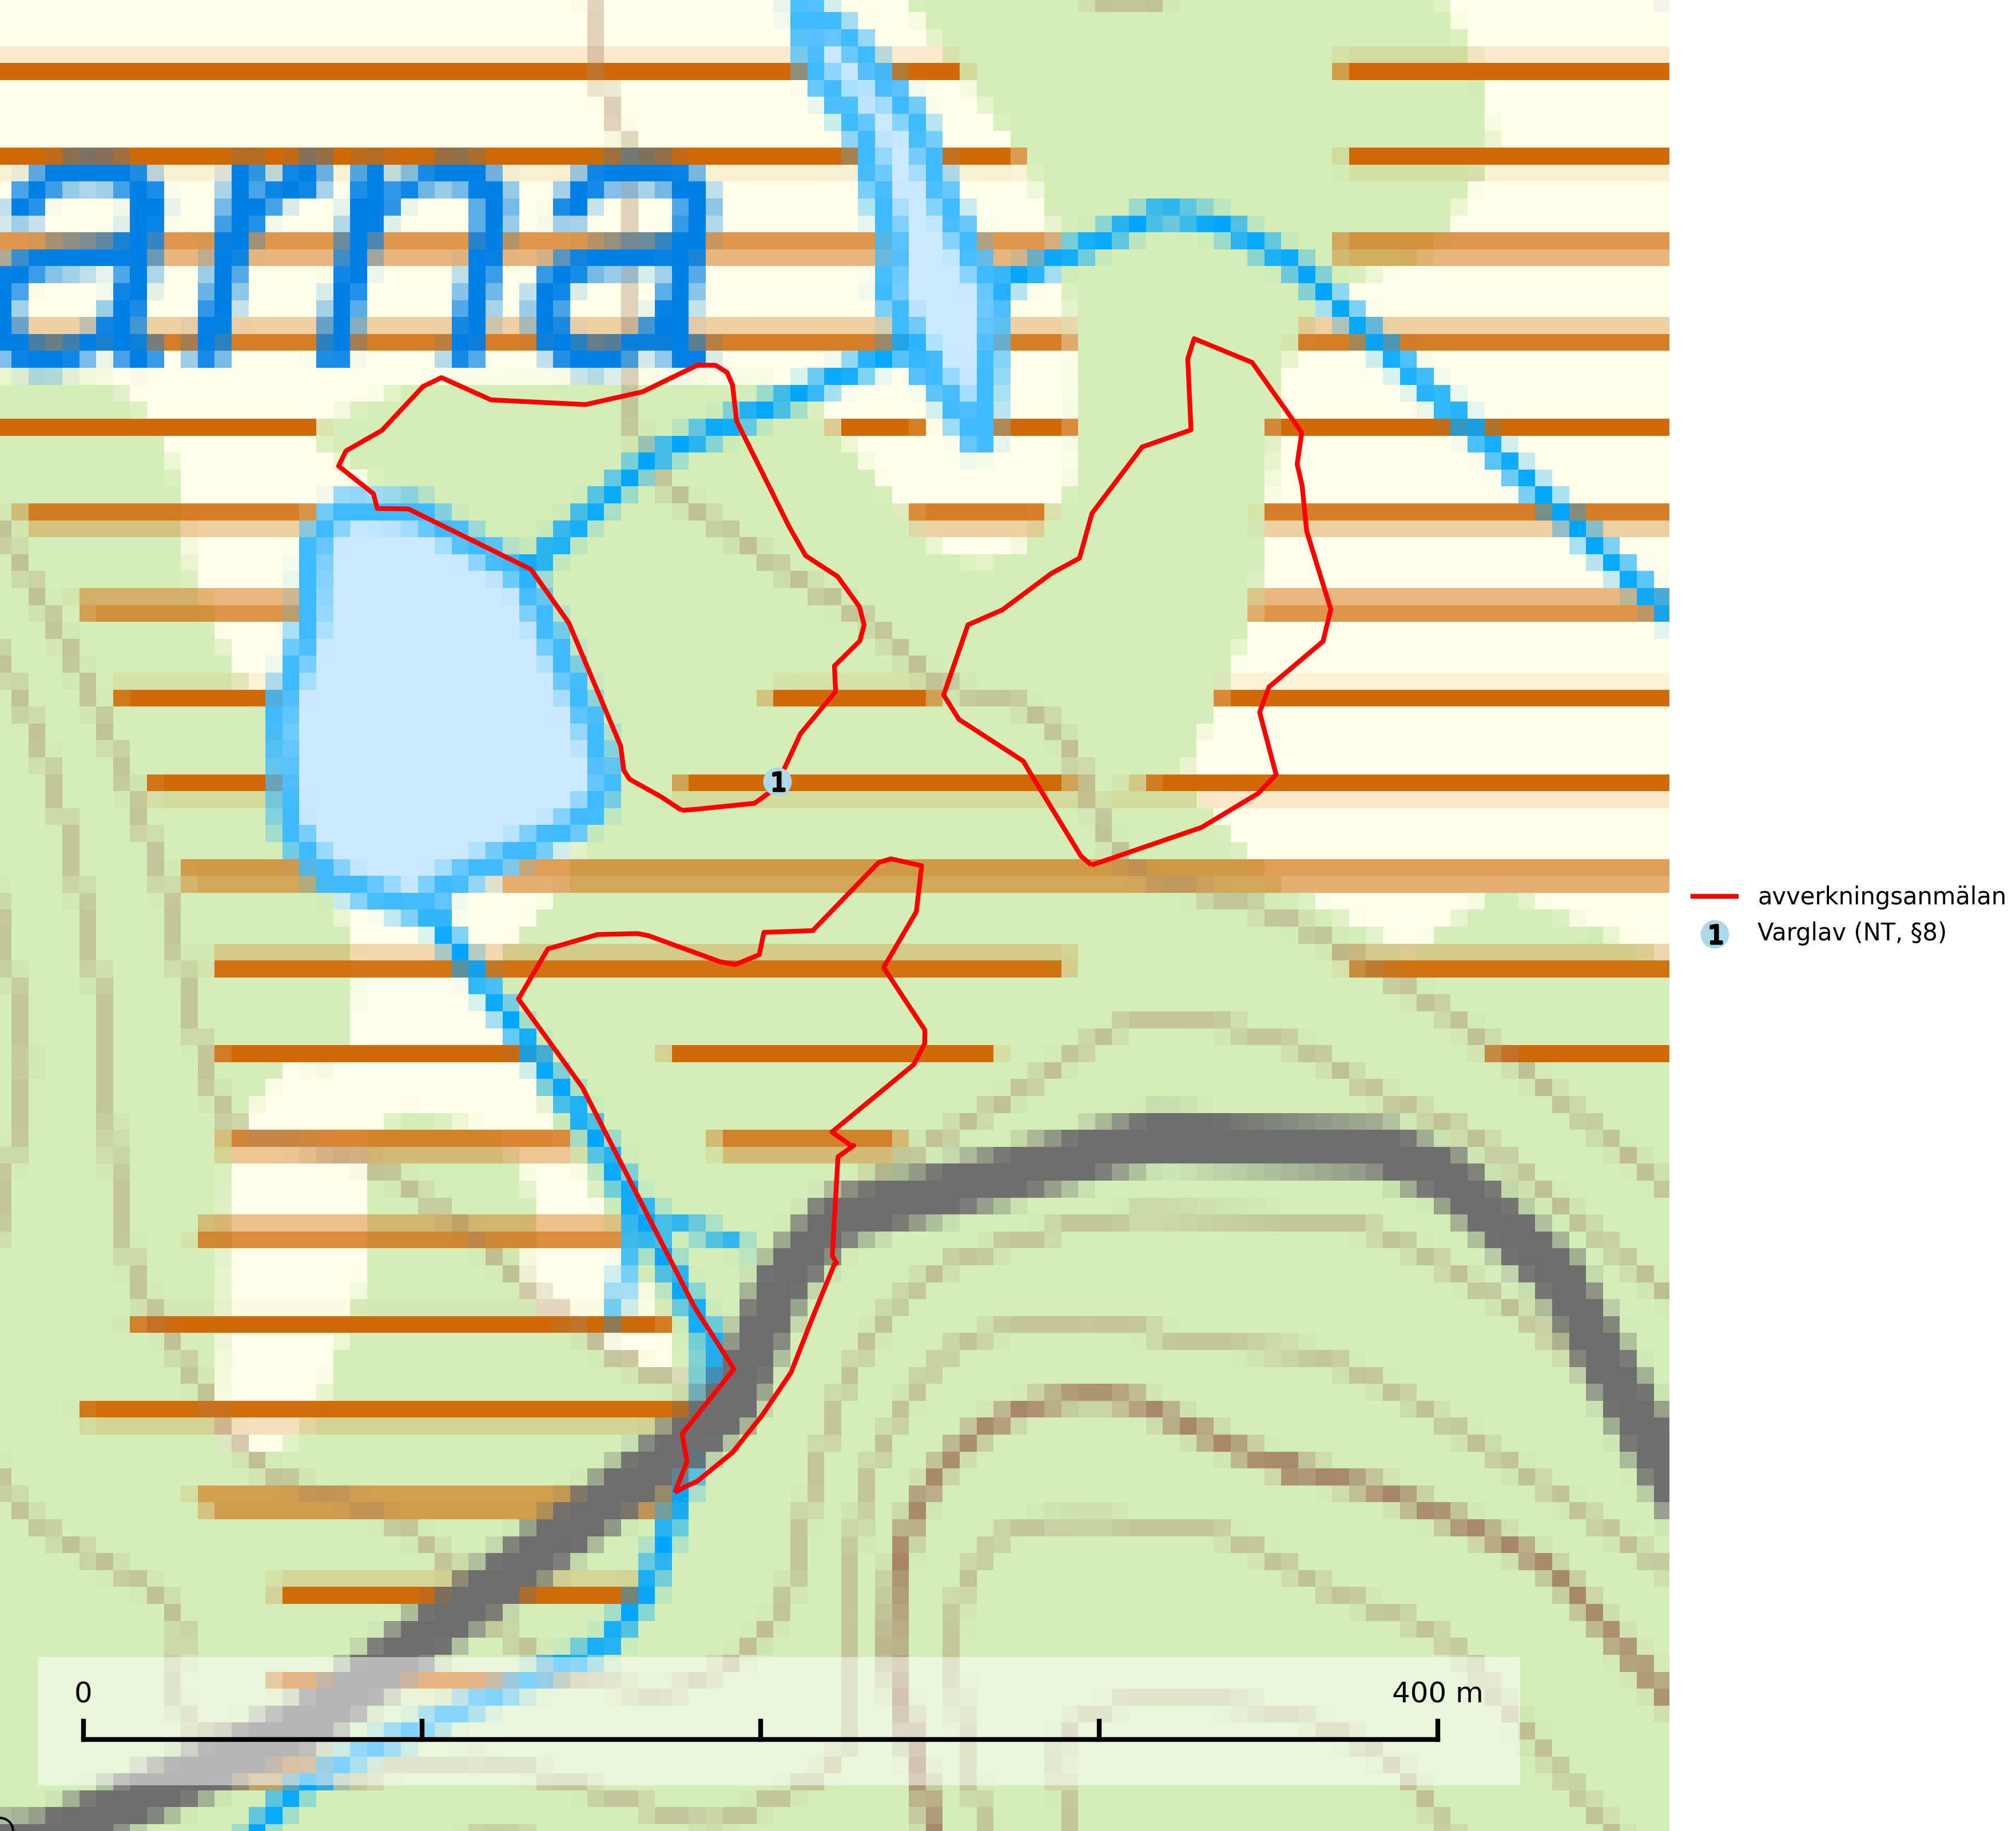 arna
1
avverkningsanmälan
1 Varglav (NT, §8)
0 400 m